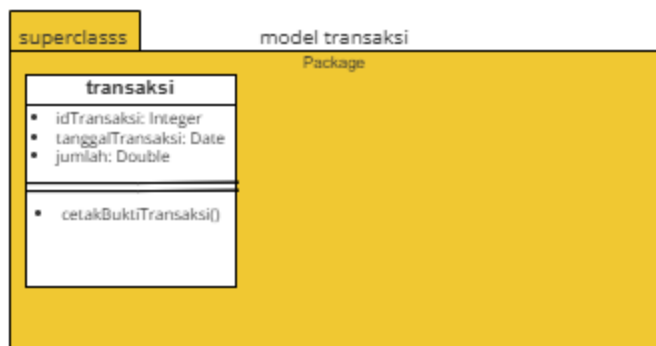 superclasss
model transaksi
Package
transaksi
• idTransaksi: Integer
• tanggalTransaksi: Date
• jumlah: Double
• cetakBuktiTransaksi()